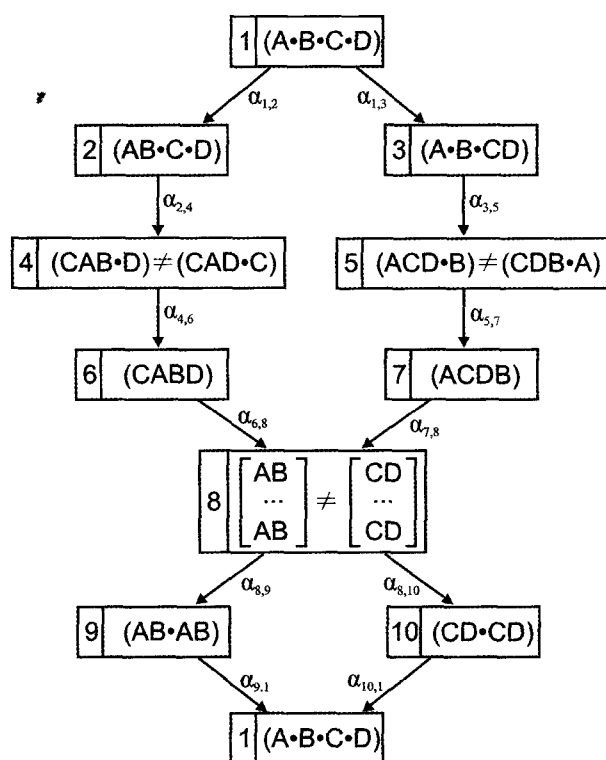 1 (A•B•C•D)
α1,2 α1,3
2 (AB•C•D) 3 (A•B•CD)
α2,4 α3,5
4 (CAB•D)≠(CAD•C) 5 (ACD•B)≠(CDB•A)
α4,6 α5,7
6 (CABD) 7 (ACDB)
α6,8 α7,8
AB CD
8 ... ≠ ...
AB CD
α8,9 α8,10
9 (AB•AB) 10 (CD•CD)
α9.1 α10,1
1 (A•B•C•D)